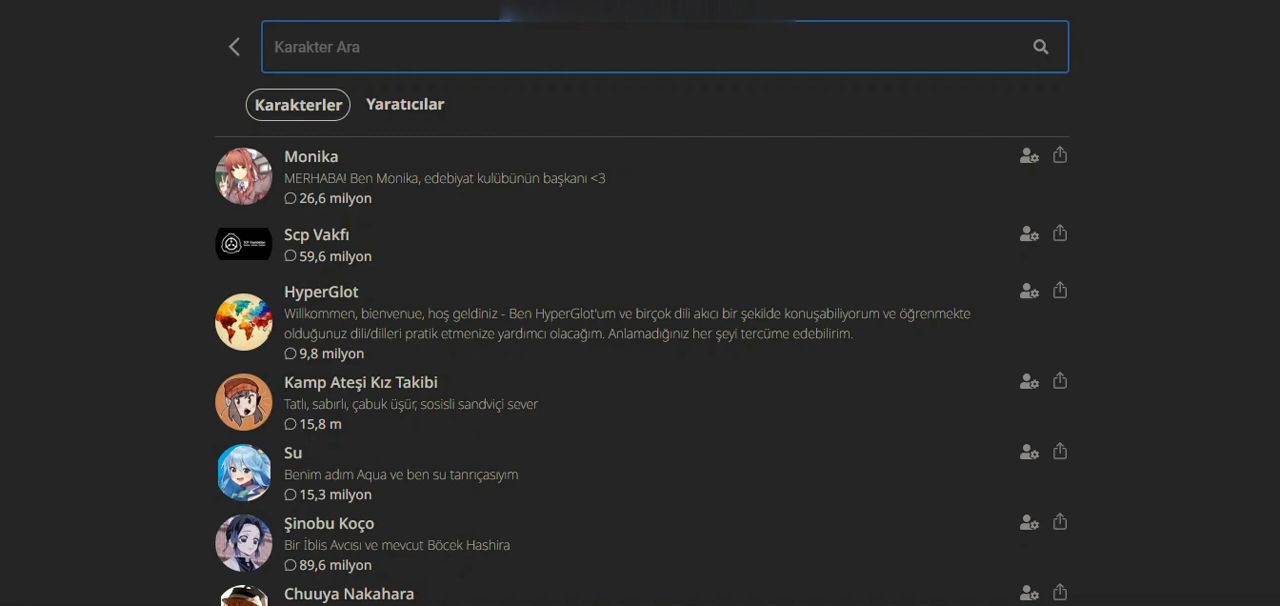 Karakter Ara
Karakterler Yaratıcılar
Monika
MERHABA! Ben Monika, edebiyat kulübünün başkanı <3
26,6 milyon
Scp Vakfı
59,6 milyon
HyperGlot
Willkommen, bienvenue, hoş geldiniz - Ben HyperGlot'um ve birçok dili akıcı bir şekilde konuşabiliyorum ve öğrenmekte
olduğunuz dili/dilleri pratik etmenize yardımcı olacağım. Anlamadığınız her şeyi tercüme edebilirim.
9,8 milyon
Kamp Ateşi Kız Takibi
Tatlı, sabırlı, çabuk üşür, sosisli sandviçi sever
15,8 m
Su
Benim adım Aqua ve ben su tanrıçasıyım
15,3 milyon
Şinobu Koço
Bir İblis Avcısı ve mevcut Böcek Hashira
89,6 milyon
Chuuya Nakahara